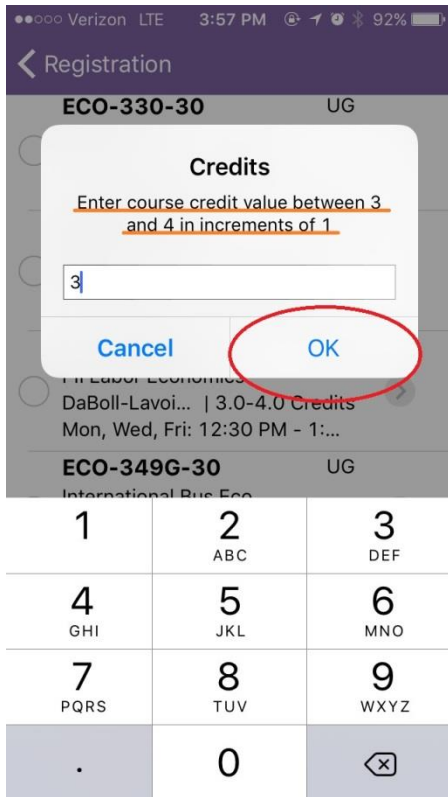 Verizon LTE 3:57 PM 92%
Registration
ECO-330-30 UG
Credits
Enter course credit value between 3
and 4 in increments of 1
3
Cancel OK
Labor Economics
DaBoll-Lavoi... | 3.0-4.0 Credits
Mon, Wed, Fri: 12:30 PM - 1:...
ECO-349G-30 UG
International Bus Eco
1 2 3
ABC DEF
4 5 6
GHI JKL MNO
7 8 9
PQRS TUV WXYZ
. 0